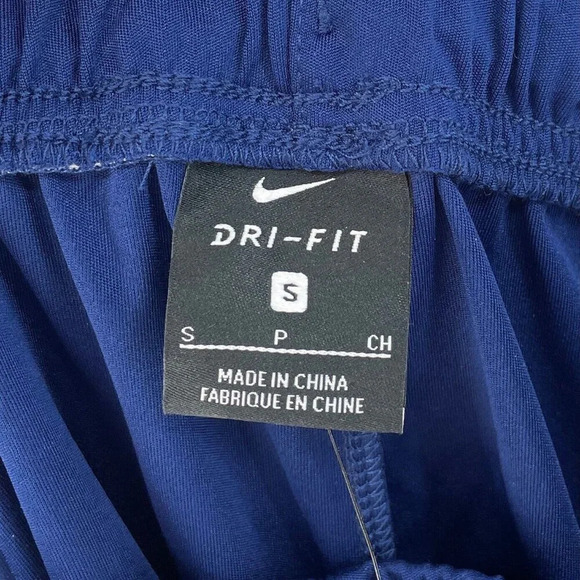 DRI-FIT
S
S P CH
MADE IN CHINA
FABRIQUE EN CHINE